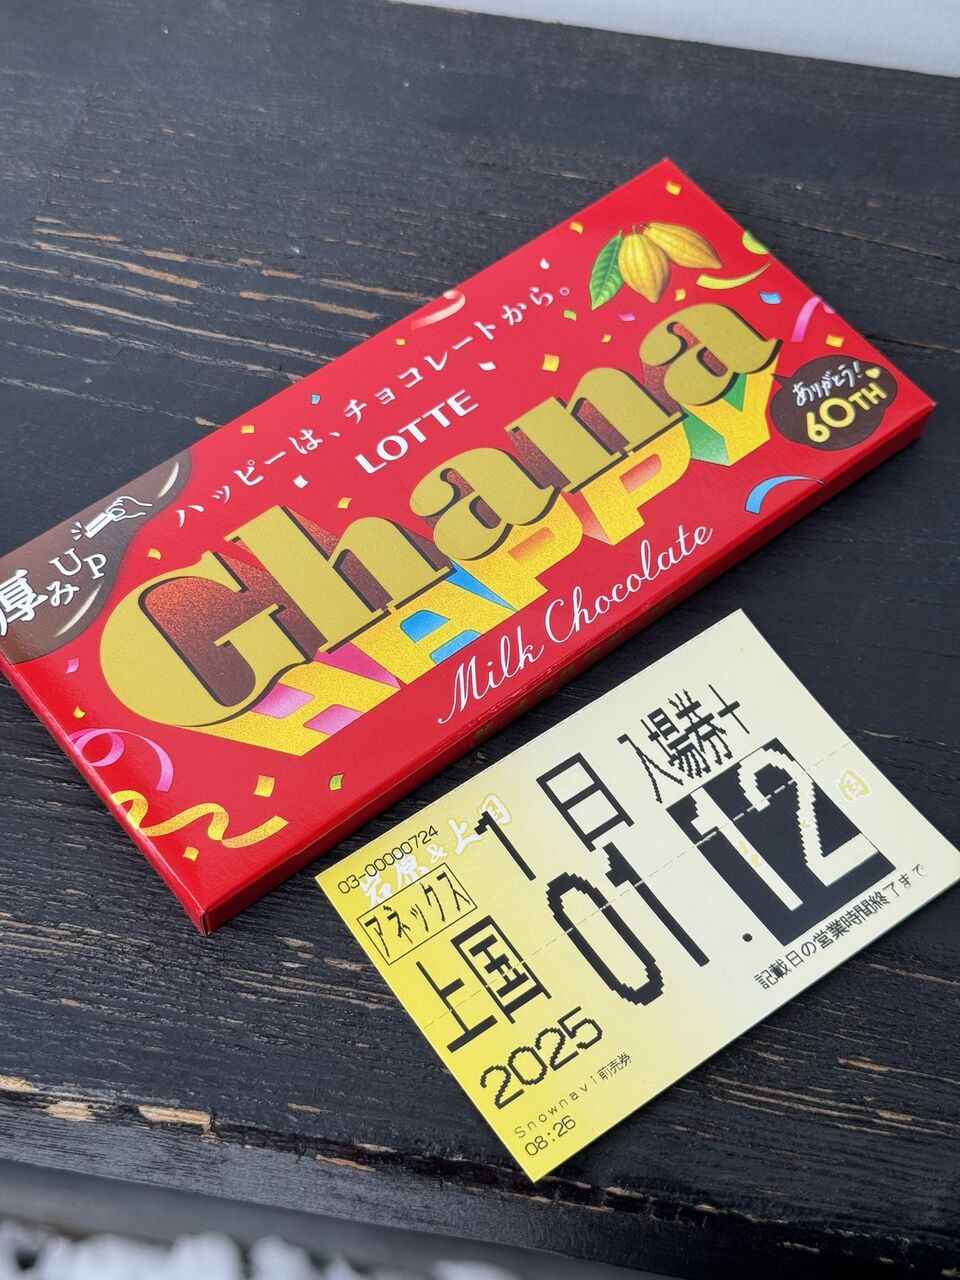 ハッピーは、チョコレートから。
LOTTE
Ghana
HAPPY
Milk Chocolate
厚みUp
ありがとう!
60TH
03-00000724
岩原&上国
アネックス
1日
入場券+
上国
01.12
国
2025
記載日の営業時間終了まで
Snownavi前売券
08:26